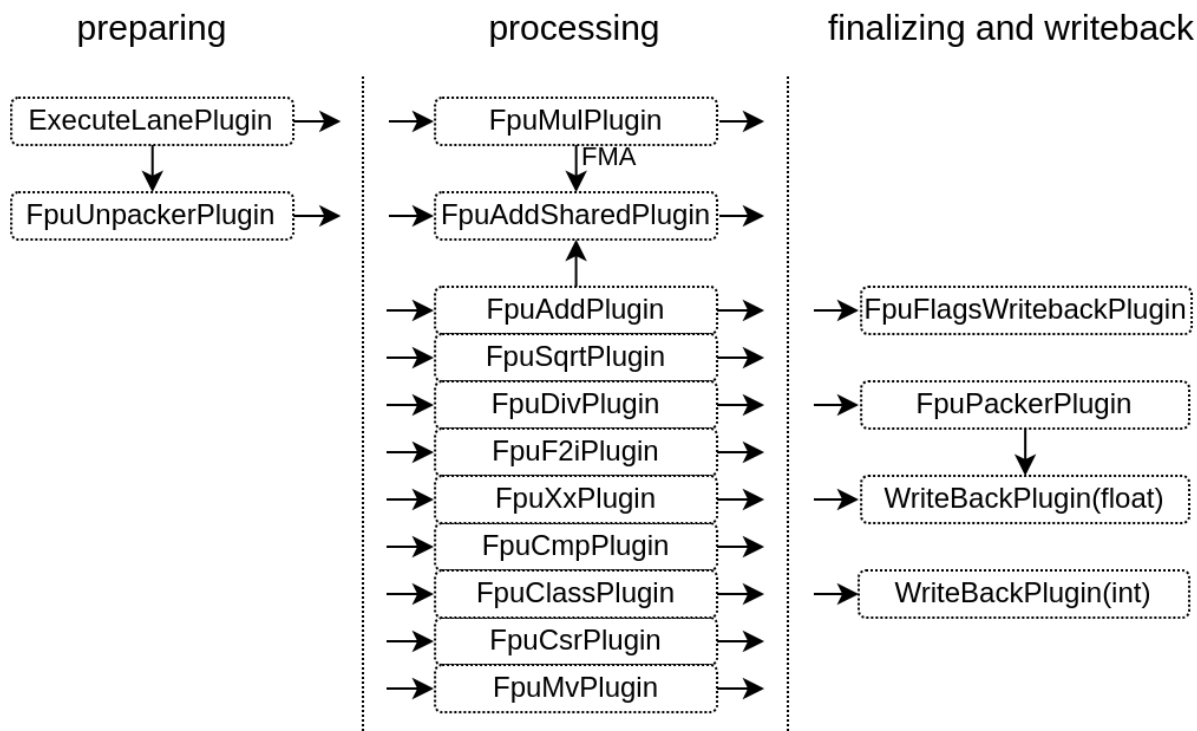 preparing
processing
finalizing and writeback
ExecuteLanePlugin
FpuUnpackerPlugin
FpuMulPlugin
FMA
FpuAddSharedPlugin
FpuAddPlugin
FpuSqrtPlugin
FpuDivPlugin
FpuF2iPlugin
FpuXxPlugin
FpuCmpPlugin
FpuClassPlugin
FpuCsrPlugin
FpuMvPlugin
FpuFlagsWritebackPlugin
FpuPackerPlugin
WriteBackPlugin(float)
WriteBackPlugin(int)